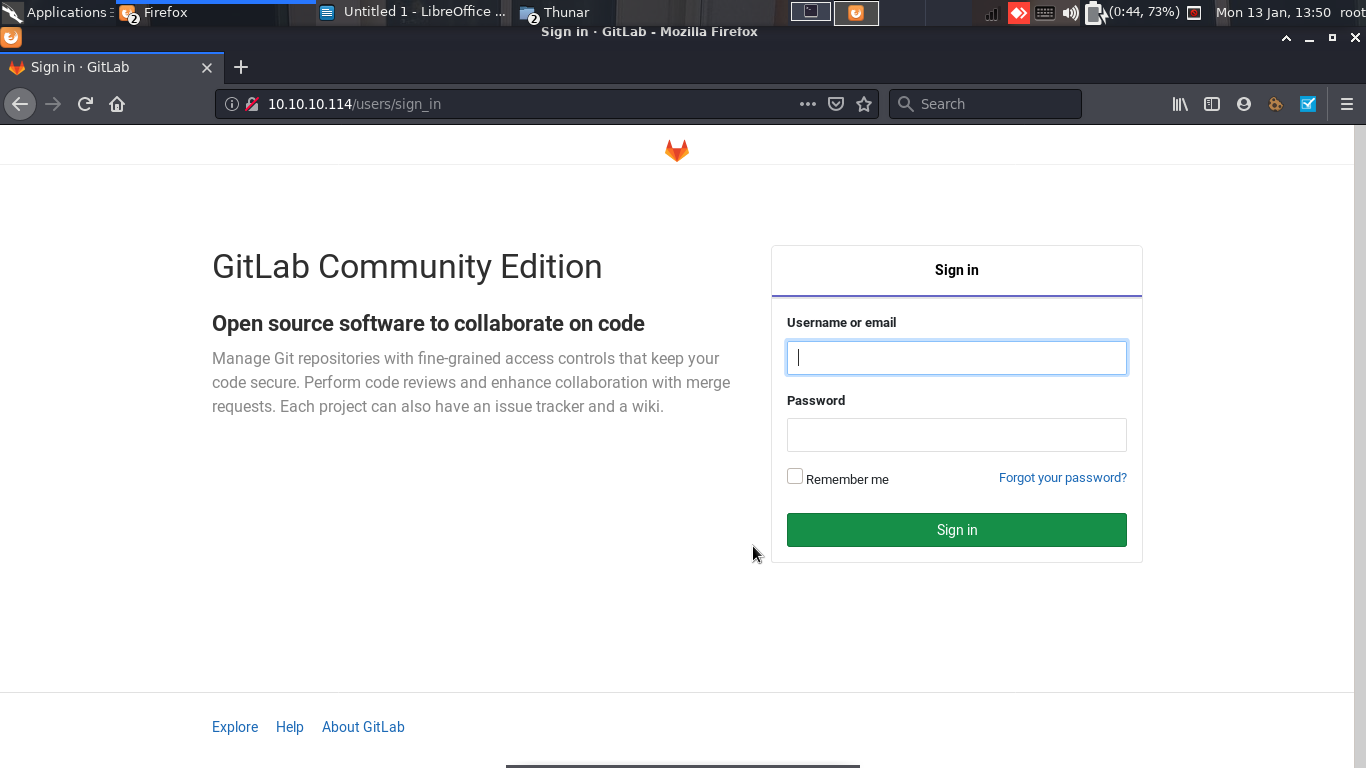 Applications
2 Firefox
Untitled 1 - LibreOffice ...
2 Thunar
(0:44, 73%)
Mon 13 Jan, 13:50
root
Sign in · GitLab - Mozilla Firefox
Sign in · GitLab
10.10.10.114/users/sign_in
Search
GitLab Community Edition
Open source software to collaborate on code
Manage Git repositories with fine-grained access controls that keep your
code secure. Perform code reviews and enhance collaboration with merge
requests. Each project can also have an issue tracker and a wiki.
Sign in
Username or email
Password
Remember me
Forgot your password?
Sign in
Explore
Help
About GitLab